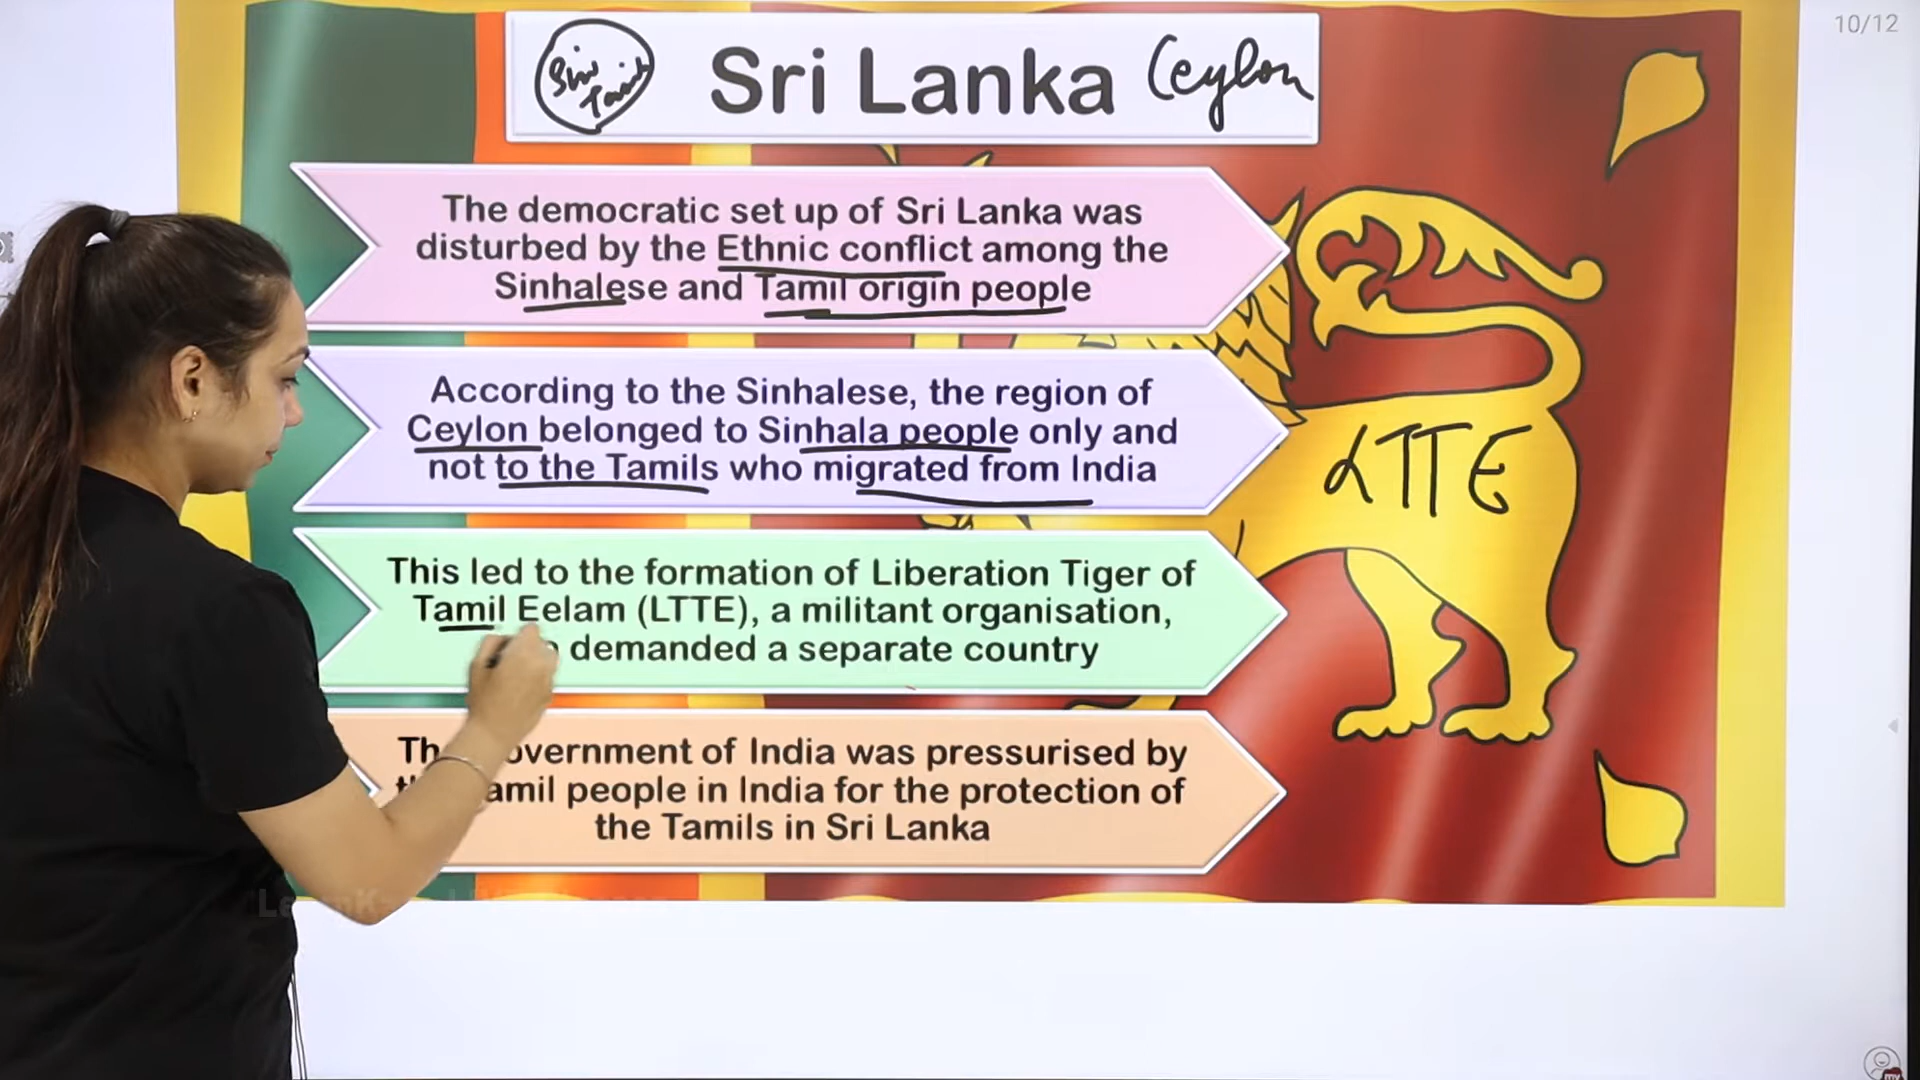 10/12
Sin
Tamil
Sri Lanka Ceylon
The democratic set up of Sri Lanka was
disturbed by the Ethnic conflict among the
Sinhalese and Tamil origin people
According to the Sinhalese, the region of
Ceylon belonged to Sinhala people only and
not to the Tamils who migrated from India
LTTE
This led to the formation of Liberation Tiger of
Tamil Eelam (LTTE), a militant organisation,
demanded a separate country
government of India was pressurised by
Tamil people in India for the protection of
the Tamils in Sri Lanka